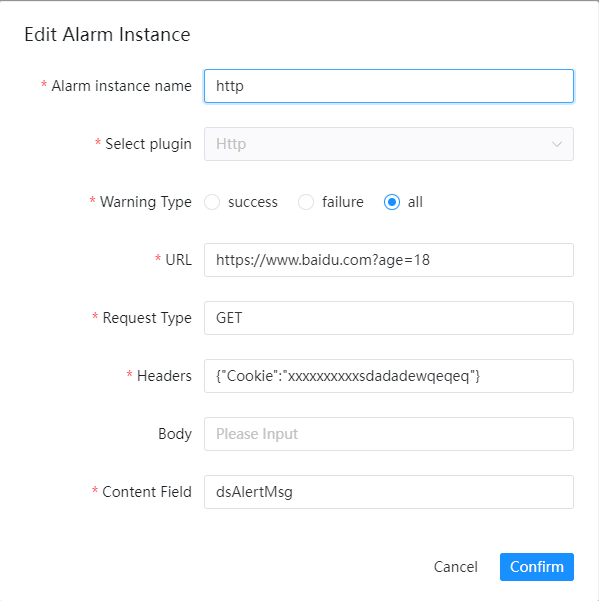 Edit Alarm Instance
* Alarm instance name http
* Select plugin Http
* Warning Type success failure all
* URL https://www.baidu.com?age=18
* Request Type GET
* Headers {"Cookie":"xxxxxxxxxxsdadadewqeqeq"}
Body Please Input
* Content Field dsAlertMsg
Cancel Confirm